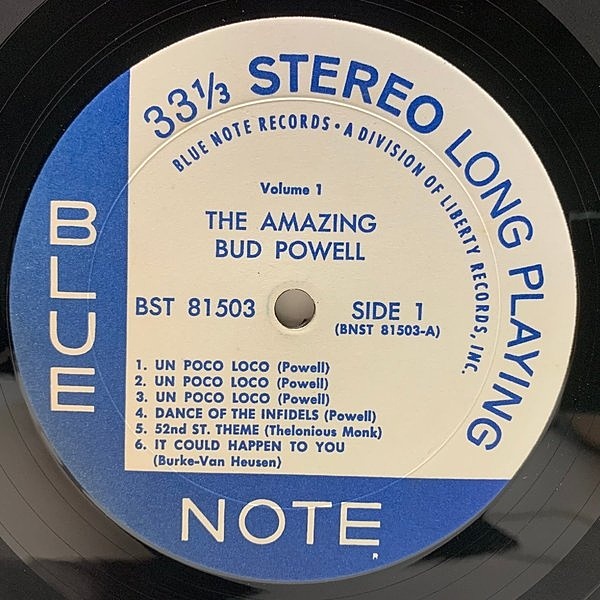 33⅓ STEREO LONG PLAYING
BLUE NOTE RECORDS • A DIVISION OF LIBERTY RECORDS, INC.
Volume 1
THE AMAZING
BUD POWELL
BST 81503
SIDE 1
(BNST 81503-A)
1. UN POCO LOCO (Powell)
2. UN POCO LOCO (Powell)
3. UN POCO LOCO (Powell)
4. DANCE OF THE INFIDELS (Powell)
5. 52nd ST. THEME (Thelonious Monk)
6. IT COULD HAPPEN TO YOU
(Burke-Van Heusen)
BLUE
NOTE
R